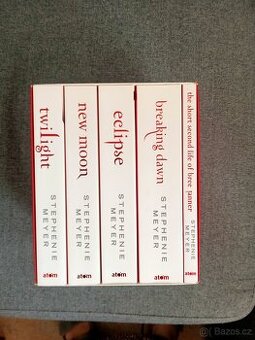 twilight
STEPHENIE
MEYER
atom
new moon
STEPHENIE
MEYER
atom
eclipse
STEPHENIE
MEYER
atom
breaking dawn
STEPHENIE
MEYER
atom
the short second life of bree tanner
STEPHENIE
MEYER
atom
Bazoš.cz